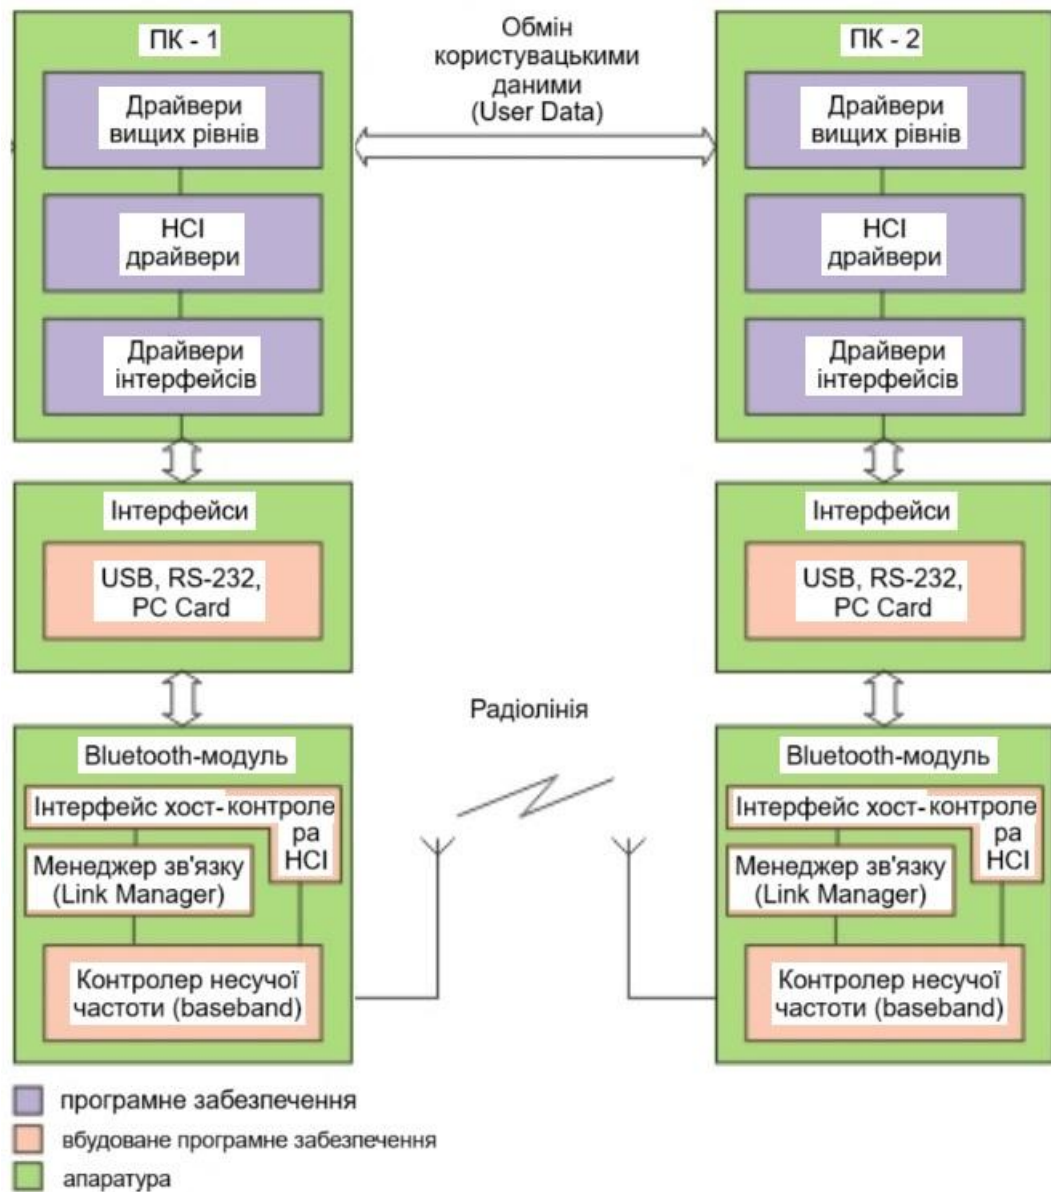 ПК - 1
Драйвери
вищих рівнів
HCI
драйвери
Драйвери
інтерфейсів
Обмін
користувацькими
даними
(User Data)
ПК - 2
Драйвери
вищих рівнів
HCI
драйвери
Драйвери
інтерфейсів
Інтерфейси
USB, RS-232,
PC Card
Інтерфейси
USB, RS-232,
PC Card
Bluetooth-модуль
Інтерфейс хост-контроле
ра
HCI
Менеджер зв'язку
(Link Manager)
Контролер несучої
частоти (baseband)
Радіолінія
Bluetooth-модуль
Інтерфейс хост-контроле
ра
HCI
Менеджер зв'язку
(Link Manager)
Контролер несучої
частоти (baseband)
програмне забезпечення
вбудоване програмне забезпечення
апаратура